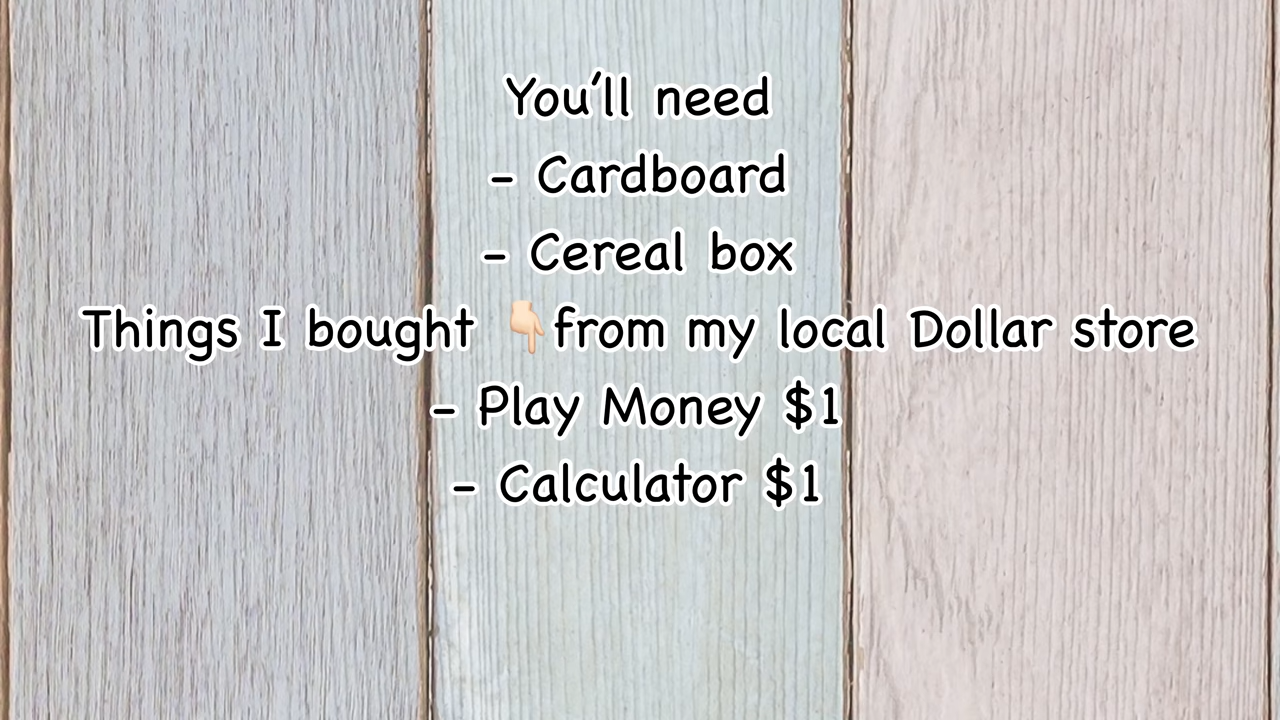 You'll need
- Cardboard
- Cereal box
Things I bought 👇🏻from my local Dollar store
- Play Money $1
- Calculator $1